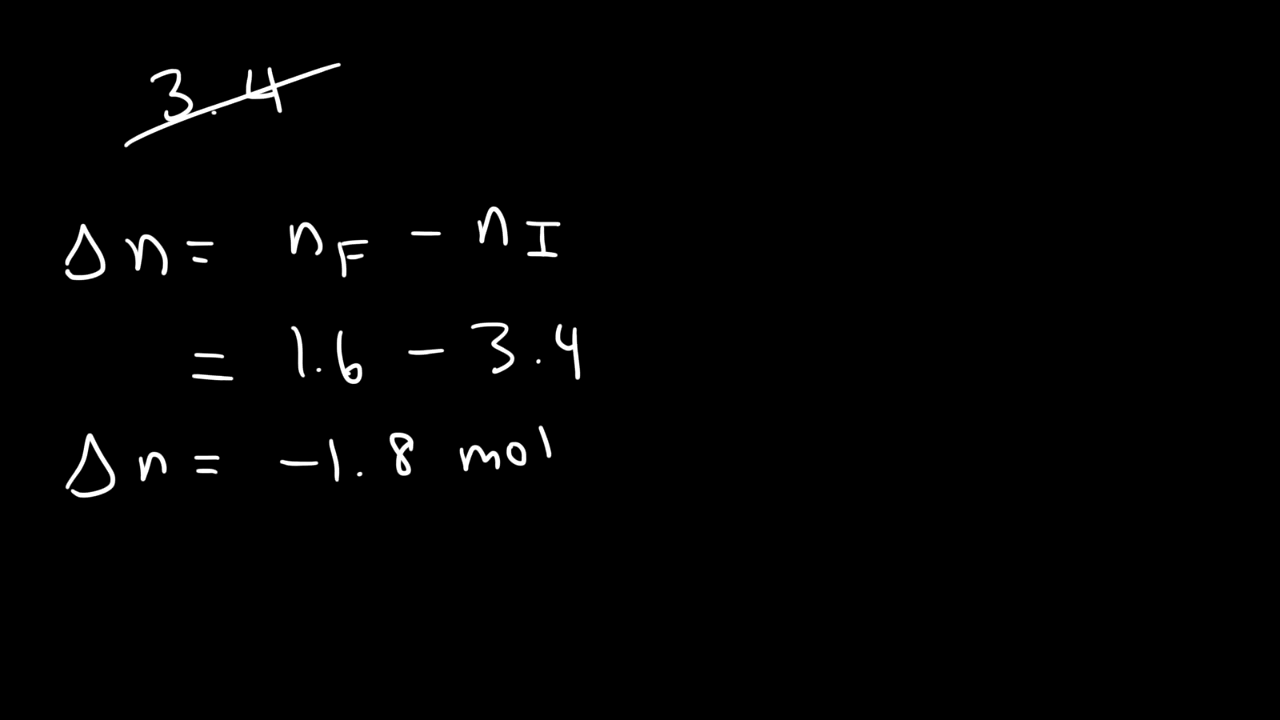 3.4
Δn = nF - nI
= 1.6 - 3.4
Δn = -1.8 mol